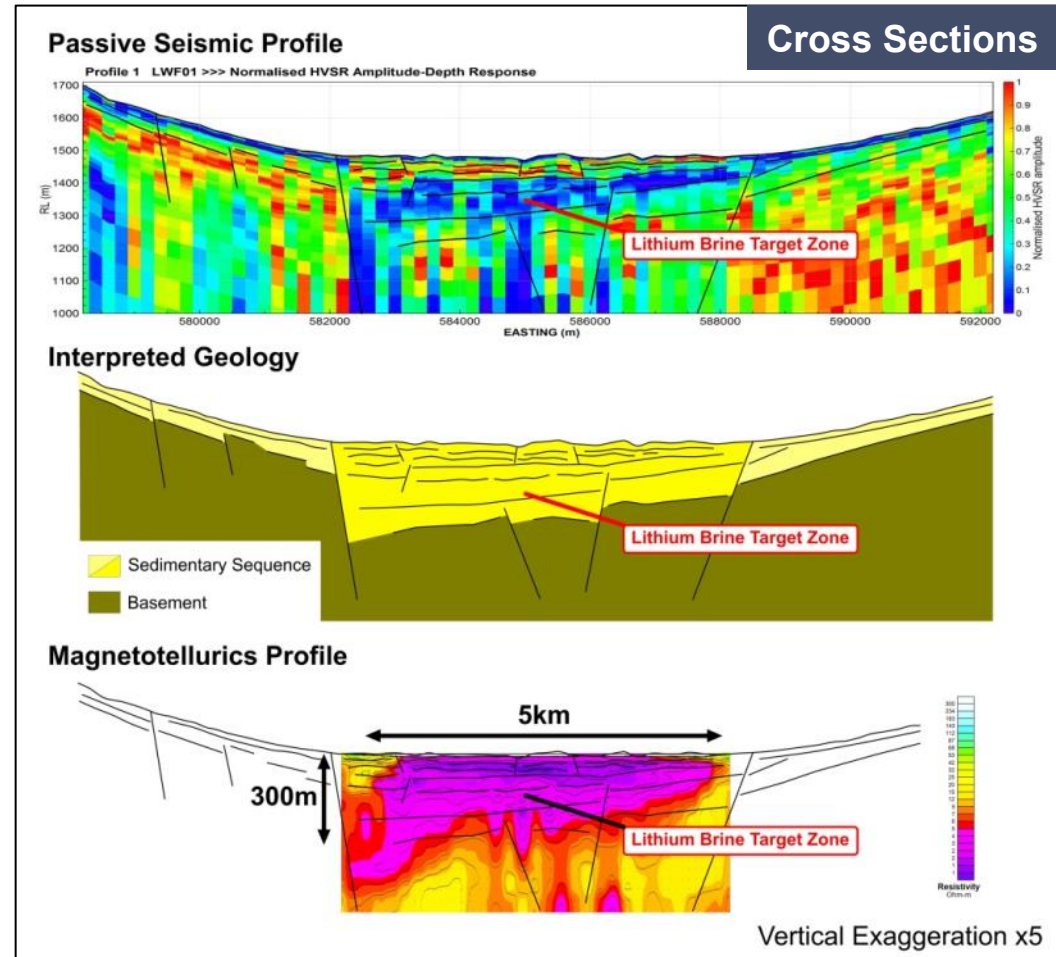 Cross Sections
Passive Seismic Profile
Profile 1 LWF01 >>> Normalised HVSR Amplitude-Depth Response
1700
1600
1500
1400
1300
1200
1100
1000
RL (m)
580000
582000
584000
586000
588000
590000
592000
EASTING (m)
1
0.9
0.8
0.7
0.6
0.5
0.4
0.3
0.2
0.1
0
Normalised HVSR amplitude
Lithium Brine Target Zone
Interpreted Geology
Lithium Brine Target Zone
Sedimentary Sequence
Basement
Magnetotellurics Profile
5km
300m
Lithium Brine Target Zone
Resistivity
Ohm-m
Vertical Exaggeration x5